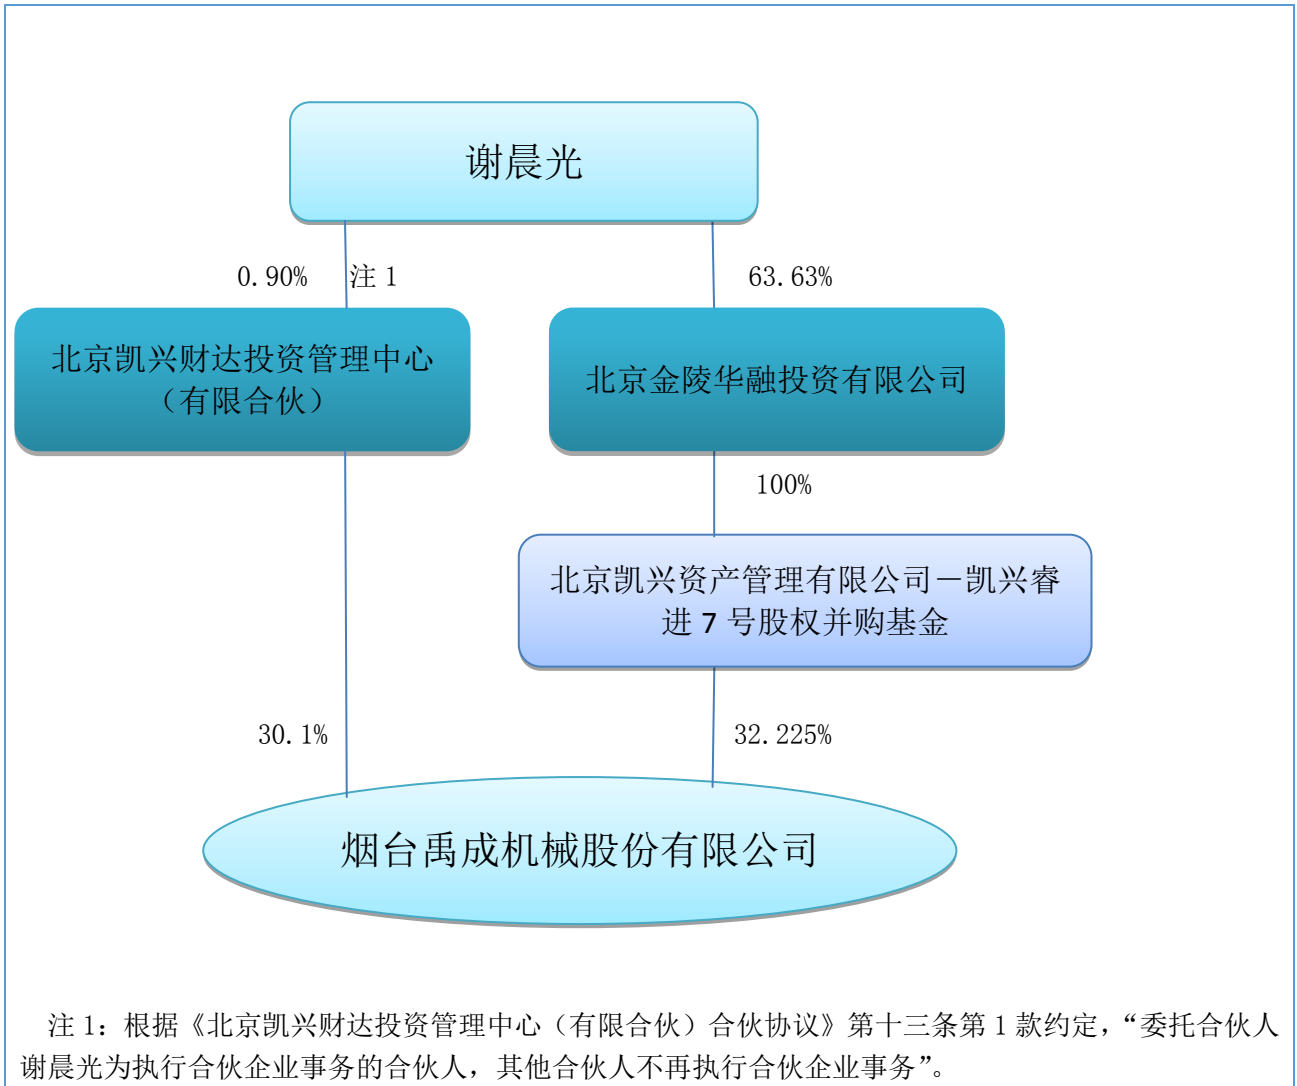 谢晨光
0.90%
注 1
63.63%
北京凯兴财达投资管理中心
（有限合伙）
北京金陵华融投资有限公司
100%
北京凯兴资产管理有限公司－凯兴睿
进 7 号股权并购基金
30.1%
32.225%
烟台禹成机械股份有限公司
注 1：根据《北京凯兴财达投资管理中心（有限合伙）合伙协议》第十三条第 1 款约定，“委托合伙人
谢晨光为执行合伙企业事务的合伙人，其他合伙人不再执行合伙企业事务”。